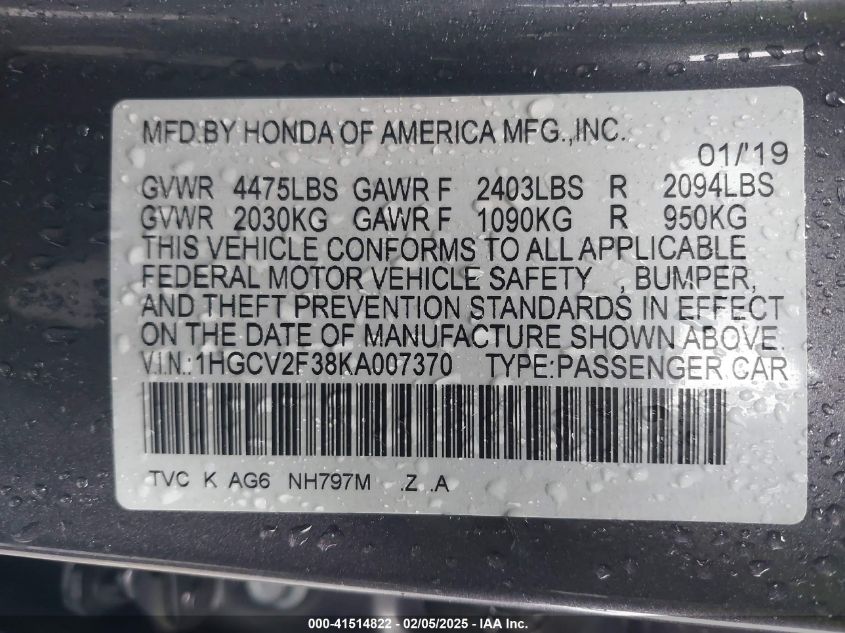 MFD.BY HONDA OF AMERICA MFG.,INC.
01/'19
GVWR 4475LBS GAWR F 2403LBS R 2094LBS
GVWR 2030KG GAWR F 1090KG R 950KG
THIS VEHICLE CONFORMS TO ALL APPLICABLE
FEDERAL MOTOR VEHICLE SAFETY , BUMPER,
AND THEFT PREVENTION STANDARDS IN EFFECT
ON THE DATE OF MANUFACTURE SHOWN ABOVE.
V.I.N.:1HGCV2F38KA007370 TYPE:PASSENGER CAR
TVC K AG6 NH797M .Z .A
000-41514822 - 02/05/2025 - IAA Inc.